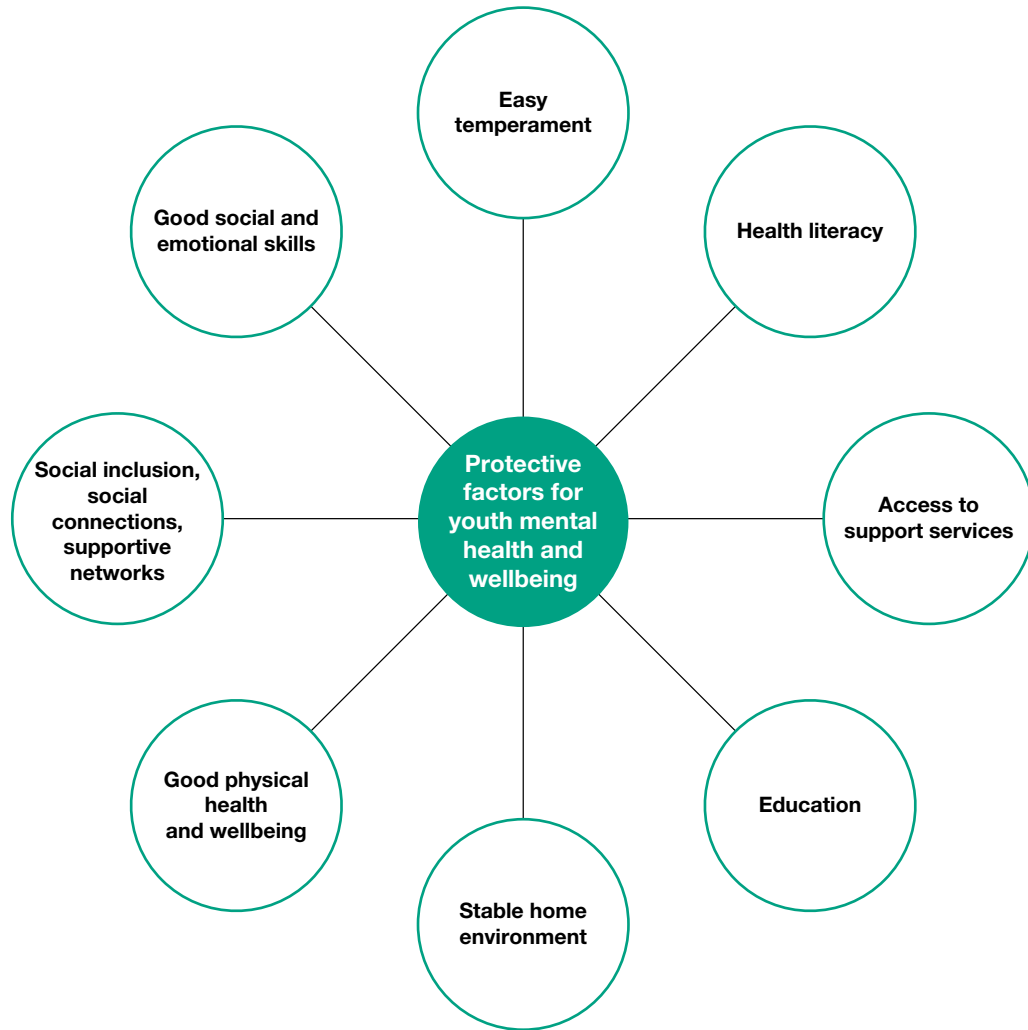 Easy
temperament
Good social and
emotional skills
Health literacy
Social inclusion,
social
connections,
supportive
networks
Protective
factors for
youth mental
health and
wellbeing
Access to
support services
Good physical
health
and wellbeing
Education
Stable home
environment